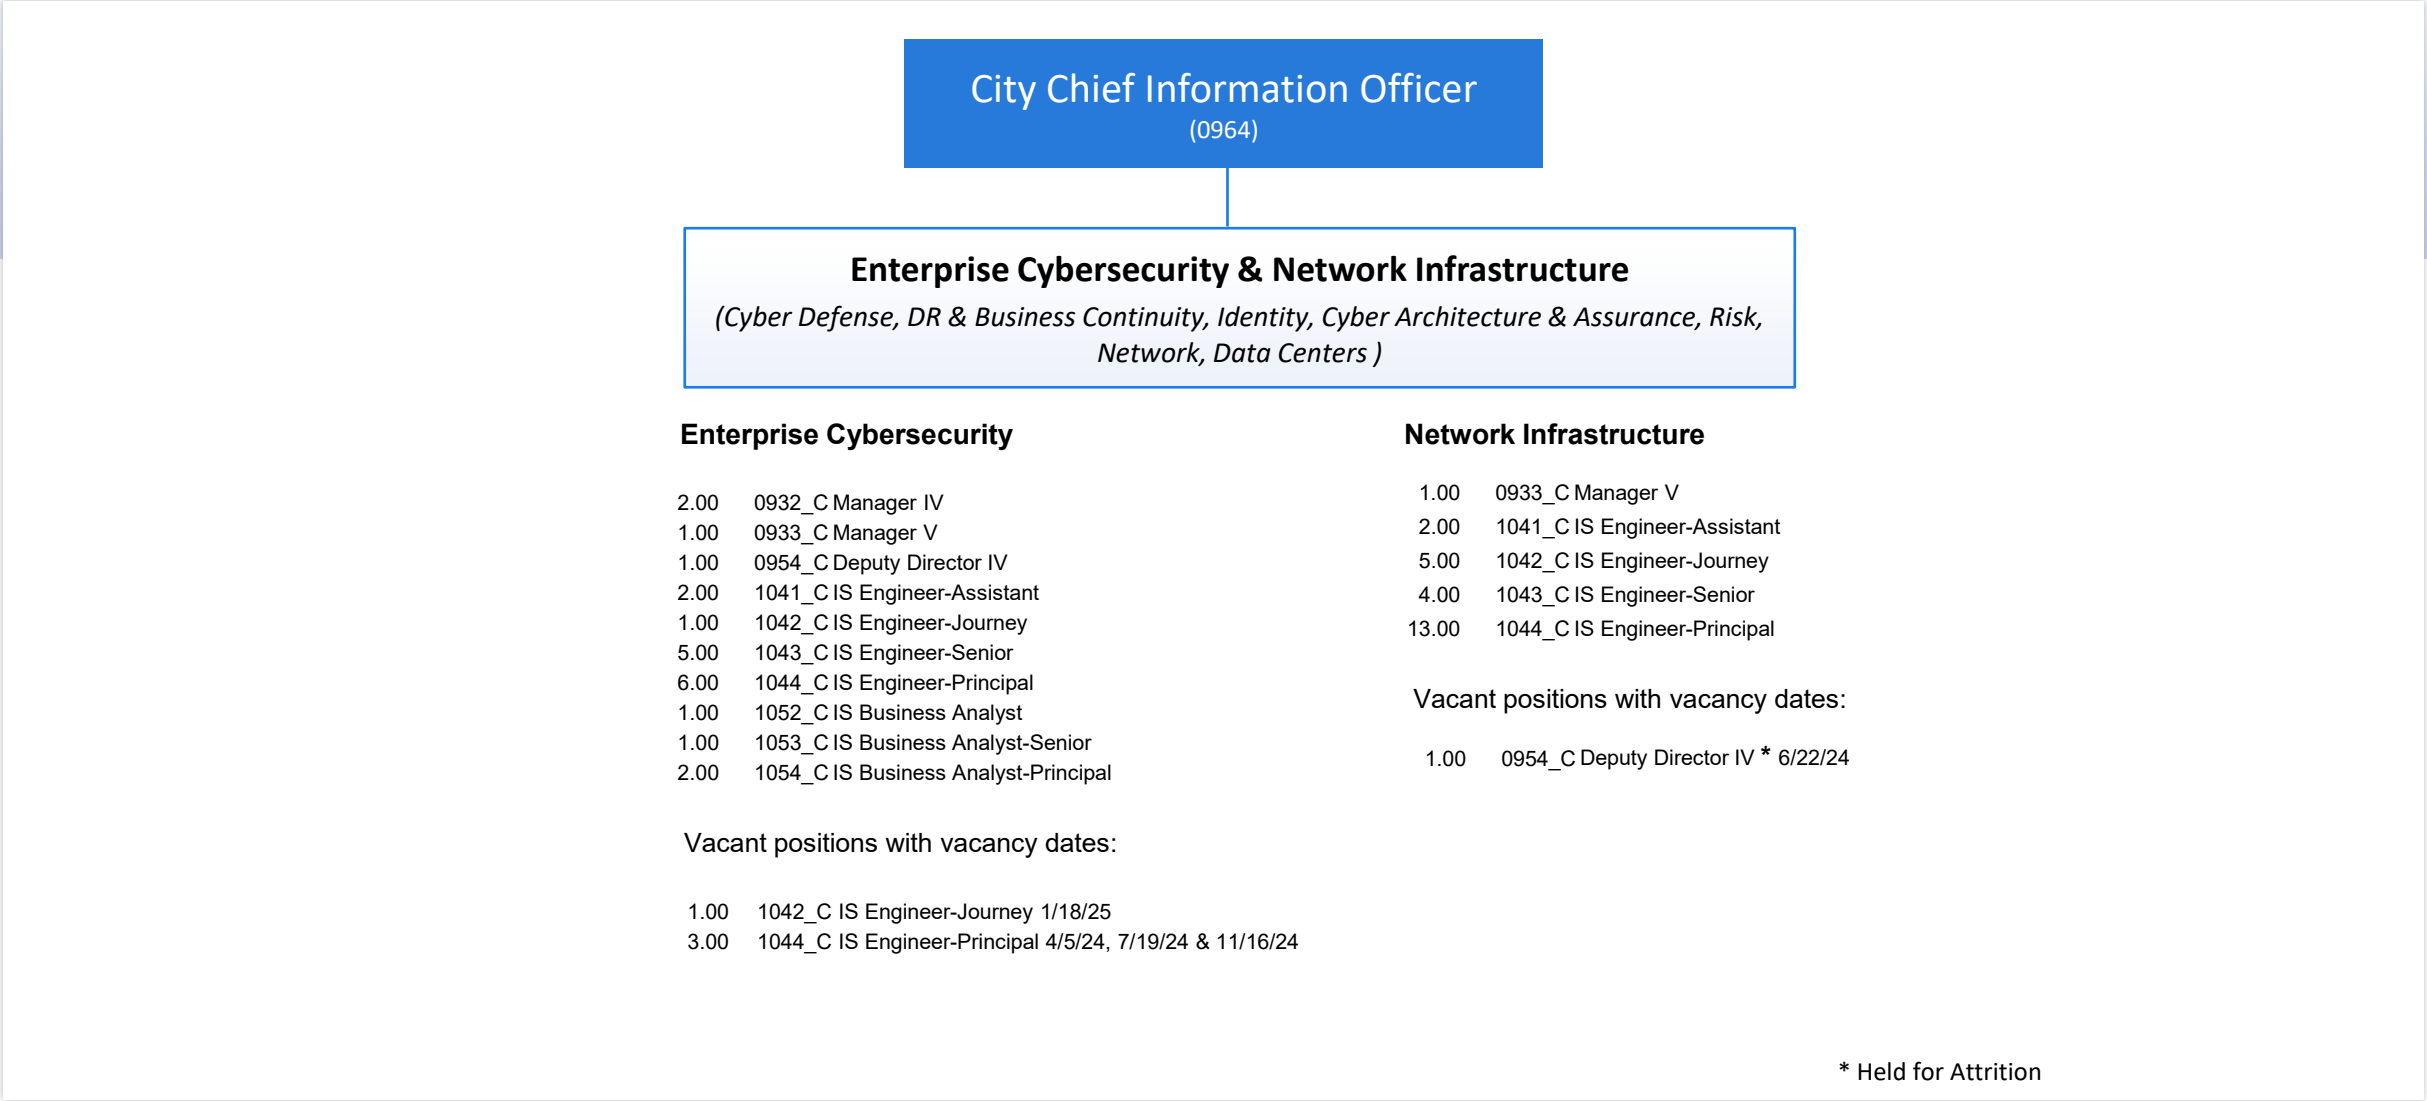 City Chief Information Officer
(0964)
Enterprise Cybersecurity & Network Infrastructure
(Cyber Defense, DR & Business Continuity, Identity, Cyber Architecture & Assurance, Risk,
Network, Data Centers )
Enterprise Cybersecurity
2.00 0932_C Manager IV
1.00 0933_C Manager V
1.00 0954_C Deputy Director IV
2.00 1041_C IS Engineer-Assistant
1.00 1042_C IS Engineer-Journey
5.00 1043_C IS Engineer-Senior
6.00 1044_C IS Engineer-Principal
1.00 1052_C IS Business Analyst
1.00 1053_C IS Business Analyst-Senior
2.00 1054_C IS Business Analyst-Principal
Vacant positions with vacancy dates:
1.00 1042_C IS Engineer-Journey 1/18/25
3.00 1044_C IS Engineer-Principal 4/5/24, 7/19/24 & 11/16/24
Network Infrastructure
1.00 0933_C Manager V
2.00 1041_C IS Engineer-Assistant
5.00 1042_C IS Engineer-Journey
4.00 1043_C IS Engineer-Senior
13.00 1044_C IS Engineer-Principal
Vacant positions with vacancy dates:
1.00 0954_C Deputy Director IV * 6/22/24
* Held for Attrition